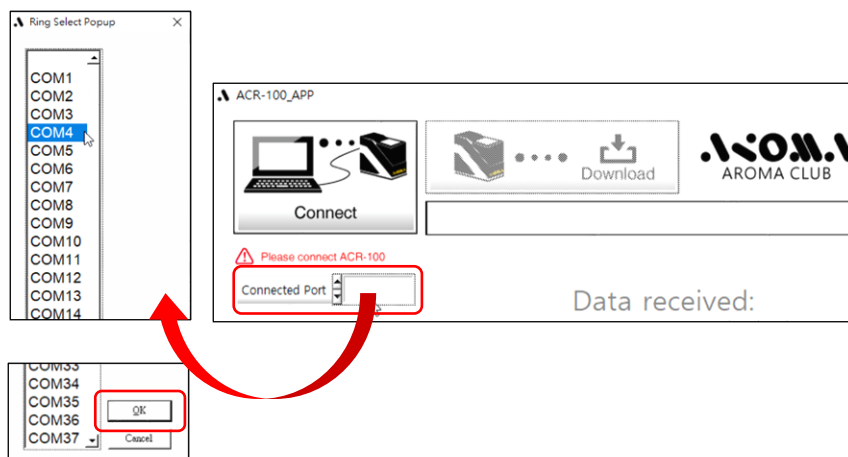 Ring Select Popup
COM1
COM2
COM3
COM4
COM5
COM6
COM7
COM8
COM9
COM10
COM11
COM12
COM13
COM14
ACR-100_APP
Connect
Download
AROMA CLUB
Please connect ACR-100
Connected Port
Data received:
COM33
COM34
COM35
COM36
COM37
OK
Cancel